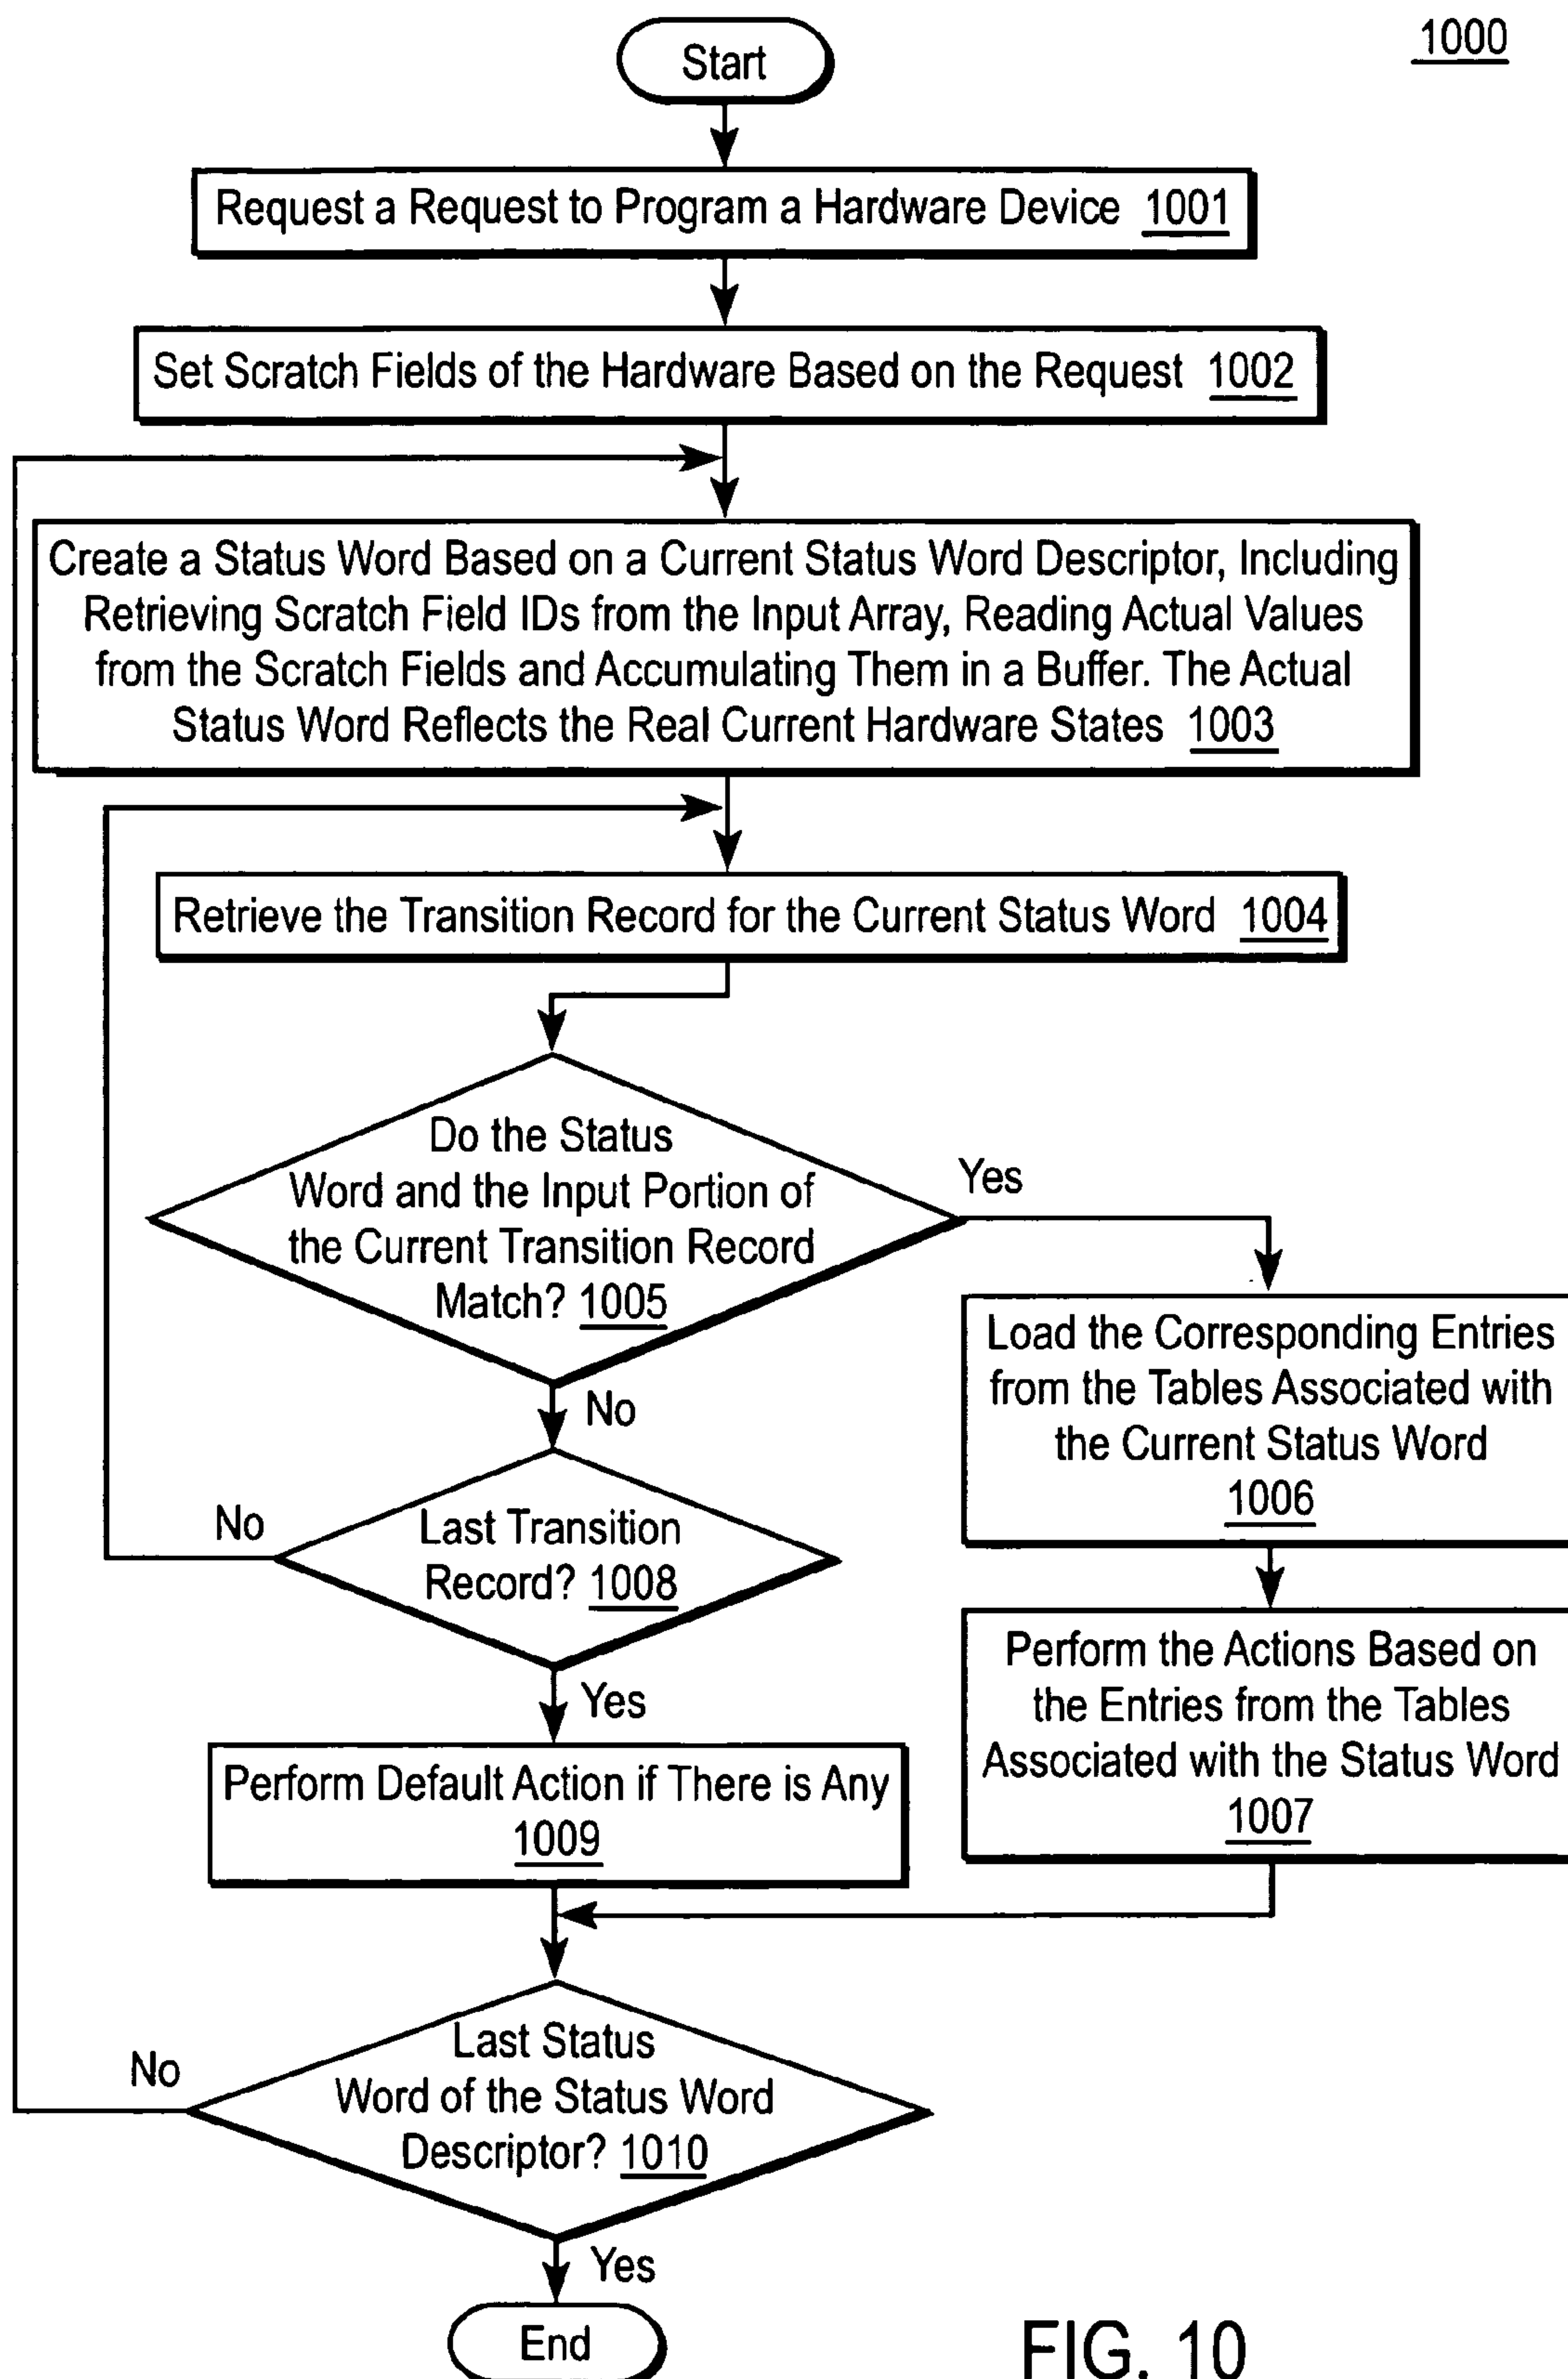 1000
Start
Request a Request to Program a Hardware Device 1001
Set Scratch Fields of the Hardware Based on the Request 1002
Create a Status Word Based on a Current Status Word Descriptor, Including
Retrieving Scratch Field IDs from the Input Array, Reading Actual Values
from the Scratch Fields and Accumulating Them in a Buffer. The Actual
Status Word Reflects the Real Current Hardware States 1003
Retrieve the Transition Record for the Current Status Word 1004
Do the Status
Word and the Input Portion of
the Current Transition Record
Match? 1005
Yes
Load the Corresponding Entries
from the Tables Associated with
the Current Status Word
1006
No
Last Transition
Record? 1008
No
Perform the Actions Based on
the Entries from the Tables
Associated with the Status Word
1007
Yes
Perform Default Action if There is Any
1009
Last Status
Word of the Status Word
Descriptor? 1010
No
Yes
End
FIG. 10